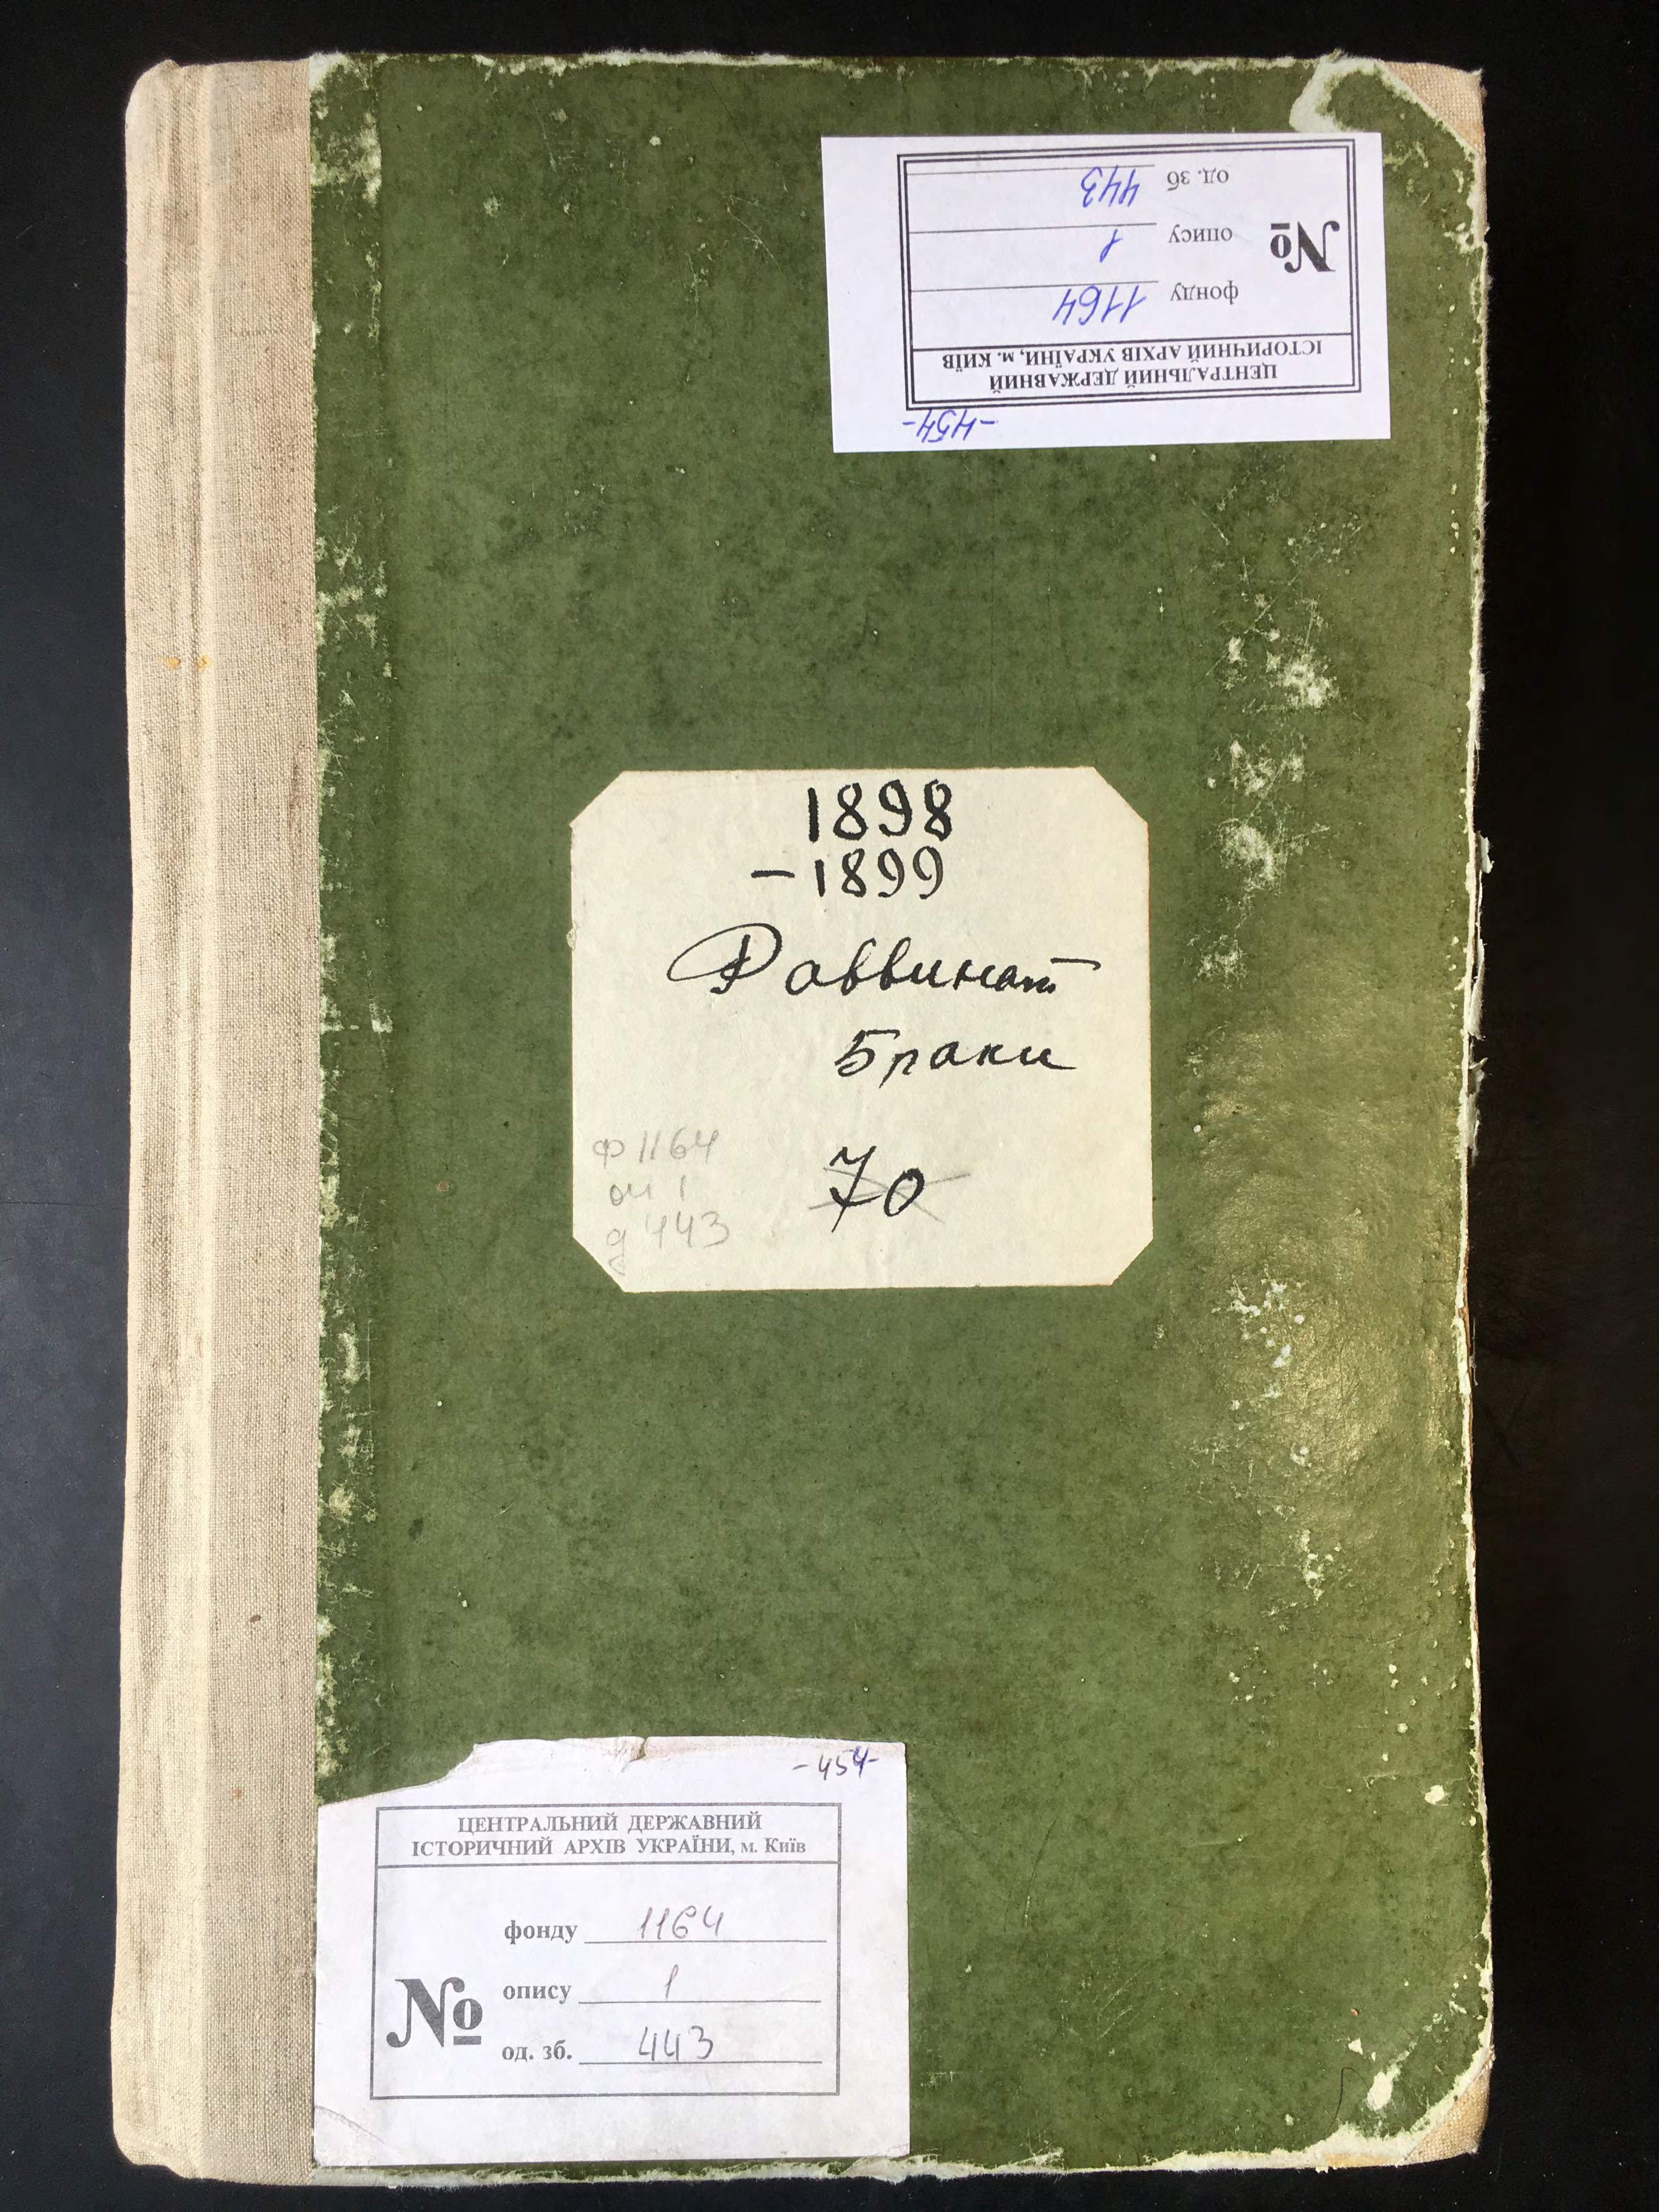 од. зб 443
№
опису 1
фонду 1164
ЦЕНТРАЛЬНИЙ ДЕРЖАВНИЙ
ІСТОРИЧНИЙ АРХІВ УКРАЇНИ, м. КИЇВ
-454-
1898
-1899
Раввинат
Браки
70
ф 1164
оп 1
д 443
-454-
ЦЕНТРАЛЬНИЙ ДЕРЖАВНИЙ
ІСТОРИЧНИЙ АРХІВ УКРАЇНИ, м. Київ
фонду 1164
№
опису 1
од. зб. 443